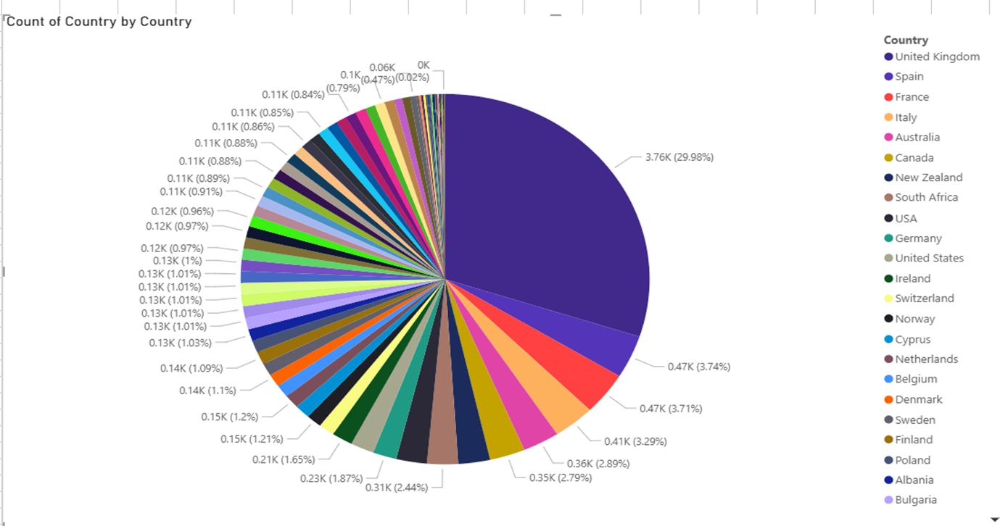 Count of Country by Country
0K
0.06K
(0.02%)
0.1K
(0.47%)
(0.79%)
0.11K (0.84%)
0.11K (0.85%)
0.11K (0.86%)
0.11K (0.88%)
0.11K (0.88%)
0.11K (0.89%)
0.11K (0.91%)
0.12K (0.96%)
0.12K (0.97%)
0.12K (0.97%)
0.13K (1%)
0.13K (1.01%)
0.13K (1.01%)
0.13K (1.01%)
0.13K (1.01%)
0.13K (1.01%)
0.13K (1.03%)
0.14K (1.09%)
0.14K (1.1%)
0.15K (1.2%)
0.15K (1.21%)
0.21K (1.65%)
0.23K (1.87%)
0.31K (2.44%)
0.35K (2.79%)
0.36K (2.89%)
0.41K (3.29%)
0.47K (3.71%)
0.47K (3.74%)
3.76K (29.98%)
Country
United Kingdom
Spain
France
Italy
Australia
Canada
New Zealand
South Africa
USA
Germany
United States
Ireland
Switzerland
Norway
Cyprus
Netherlands
Belgium
Denmark
Sweden
Finland
Poland
Albania
Bulgaria